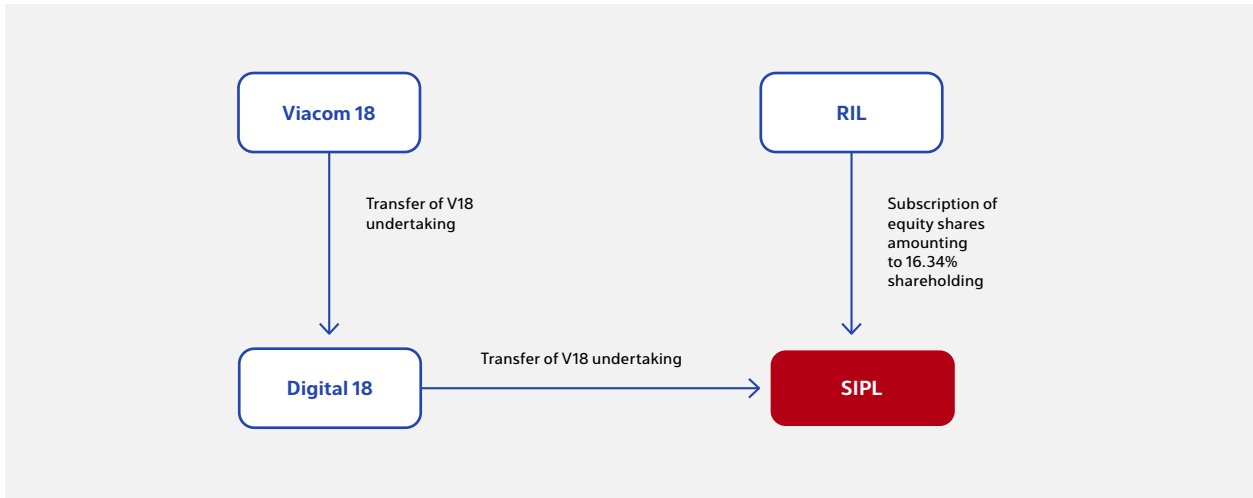 Viacom 18
RIL
Transfer of V18
undertaking
Subscription of
equity shares
amounting
to 16.34%
shareholding
Digital 18
Transfer of V18 undertaking
SIPL